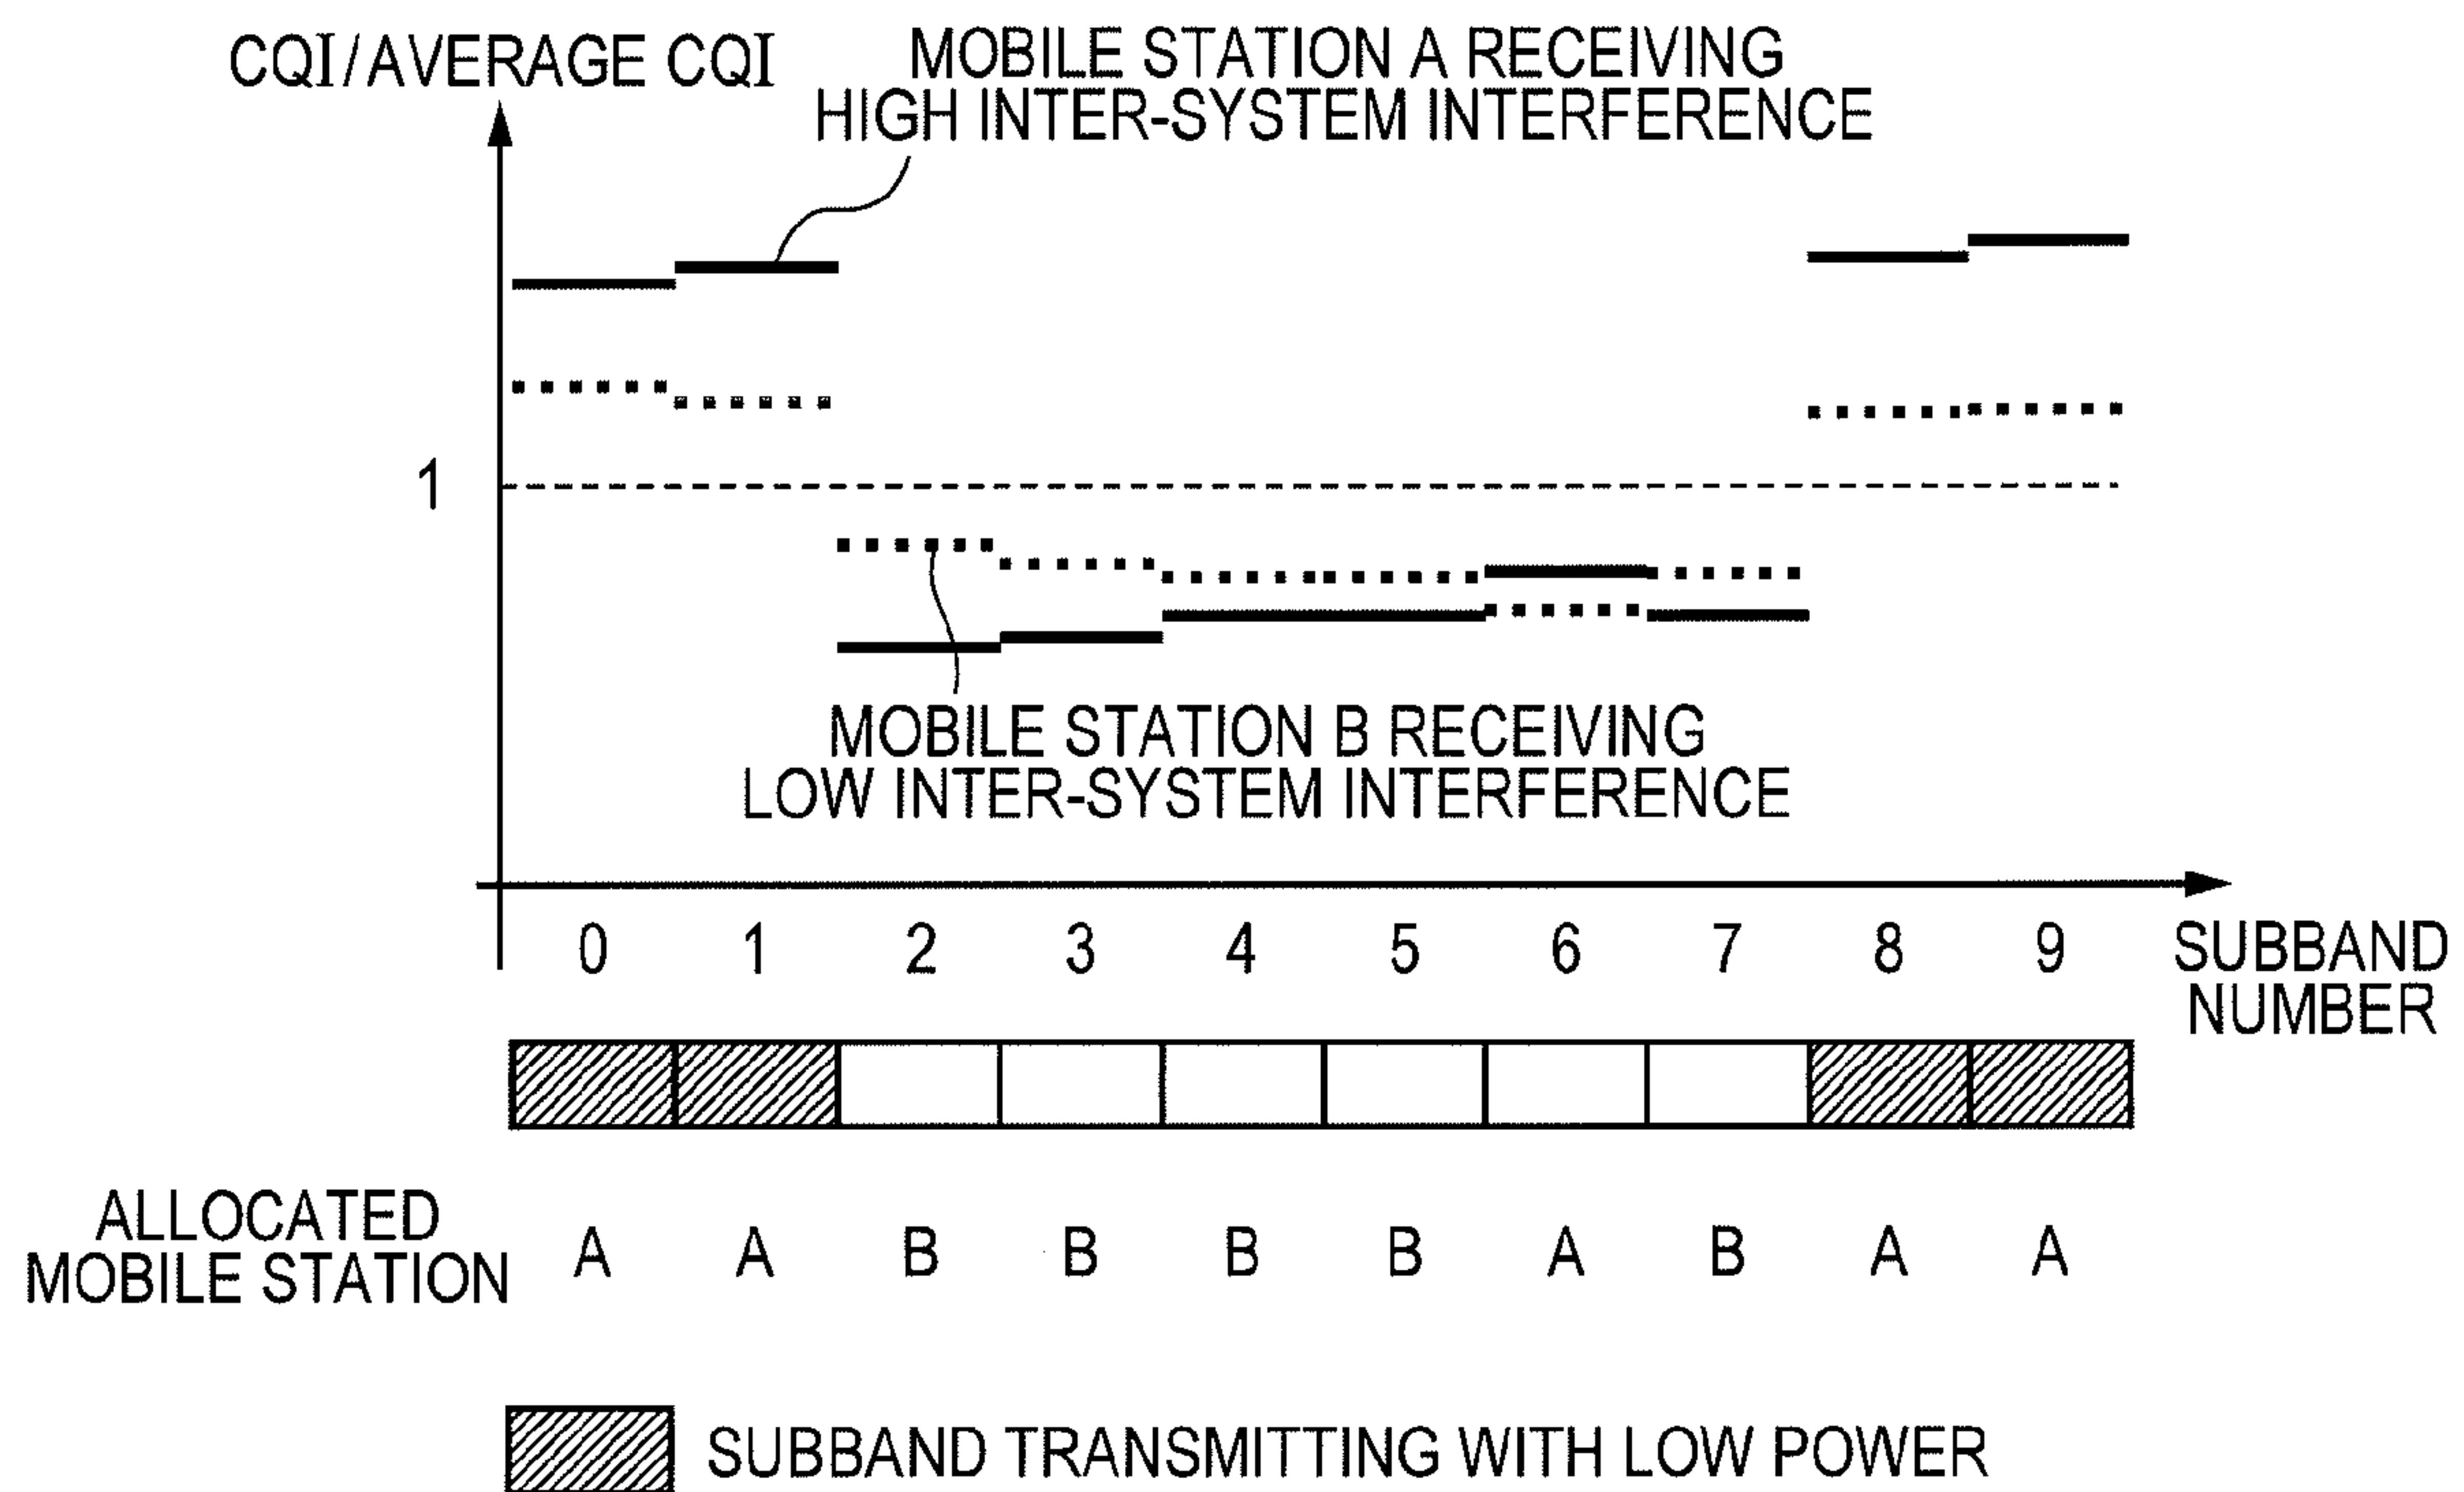 CQI/AVERAGE CQI
MOBILE STATION A RECEIVING
HIGH INTER-SYSTEM INTERFERENCE
1
MOBILE STATION B RECEIVING
LOW INTER-SYSTEM INTERFERENCE
0 1 2 3 4 5 6 7 8 9
SUBBAND
NUMBER
ALLOCATED
MOBILE STATION
A A B B B B A B A A
SUBBAND TRANSMITTING WITH LOW POWER